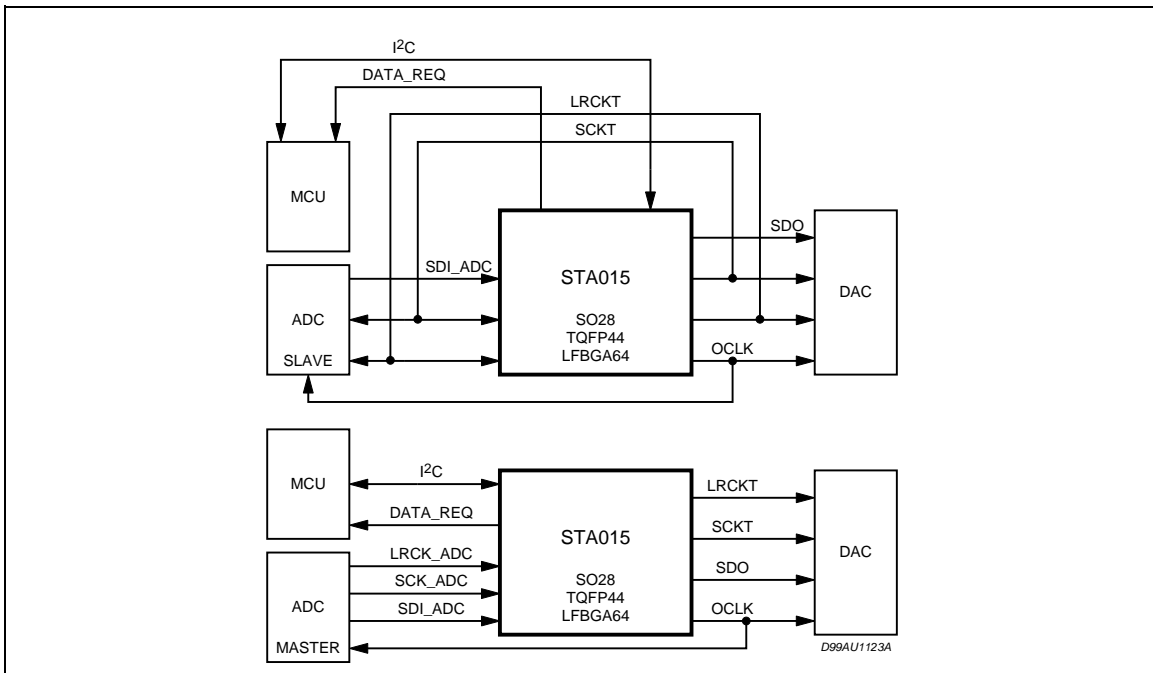 I²C
DATA_REQ
LRCKT
SCKT
MCU
SDO
SDI_ADC
STA015
DAC
ADC
SO28
TQFP44
SLAVE
LFBGA64
OCLK
MCU
I²C
LRCKT
DATA_REQ
SCKT
STA015
DAC
LRCK_ADC
SCK_ADC
SO28
SDO
TQFP44
ADC
SDI_ADC
LFBGA64
OCLK
MASTER
D99AU1123A